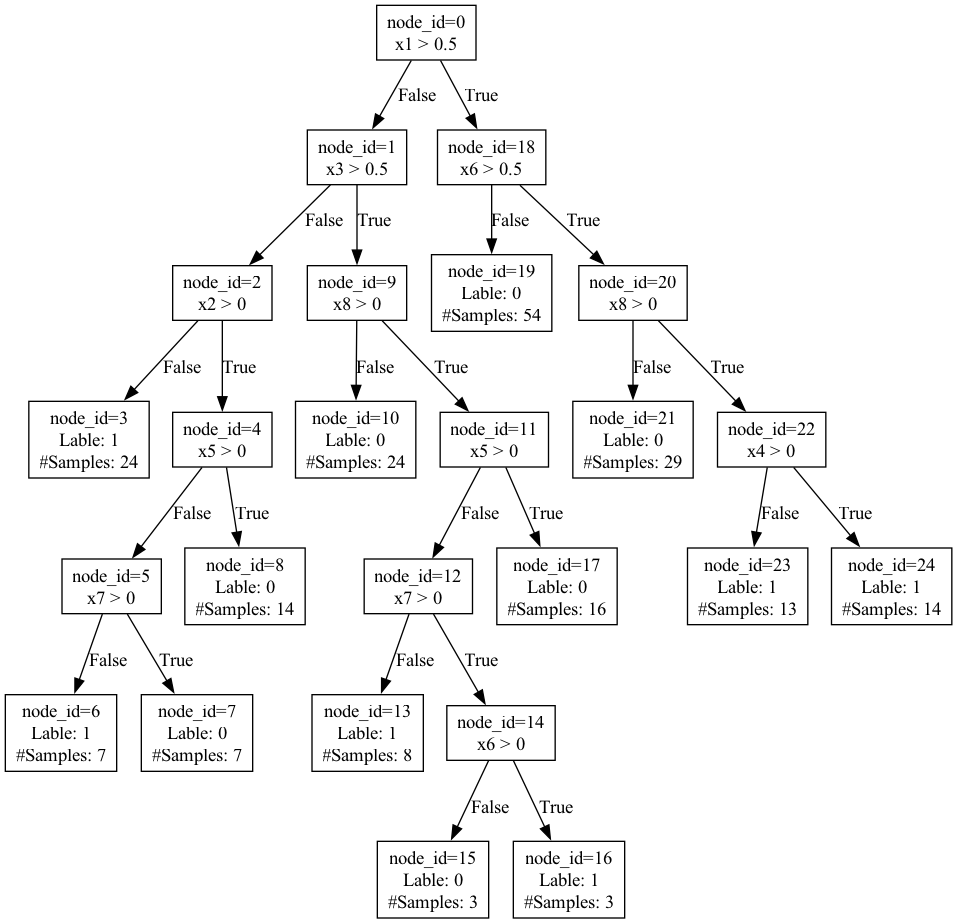 node_id=0
x1 > 0.5
False
True
node_id=1
x3 > 0.5
node_id=18
x6 > 0.5
False
True
False
True
node_id=2
x2 > 0
node_id=9
x8 > 0
node_id=19
Lable: 0
#Samples: 54
node_id=20
x8 > 0
False
True
False
True
False
True
node_id=3
Lable: 1
#Samples: 24
node_id=4
x5 > 0
node_id=10
Lable: 0
#Samples: 24
node_id=11
x5 > 0
node_id=21
Lable: 0
#Samples: 29
node_id=22
x4 > 0
False
True
False
True
False
True
node_id=5
x7 > 0
node_id=8
Lable: 0
#Samples: 14
node_id=12
x7 > 0
node_id=17
Lable: 0
#Samples: 16
node_id=23
Lable: 1
#Samples: 13
node_id=24
Lable: 1
#Samples: 14
False
True
False
True
node_id=6
Lable: 1
#Samples: 7
node_id=7
Lable: 0
#Samples: 7
node_id=13
Lable: 1
#Samples: 8
node_id=14
x6 > 0
False
True
node_id=15
Lable: 0
#Samples: 3
node_id=16
Lable: 1
#Samples: 3